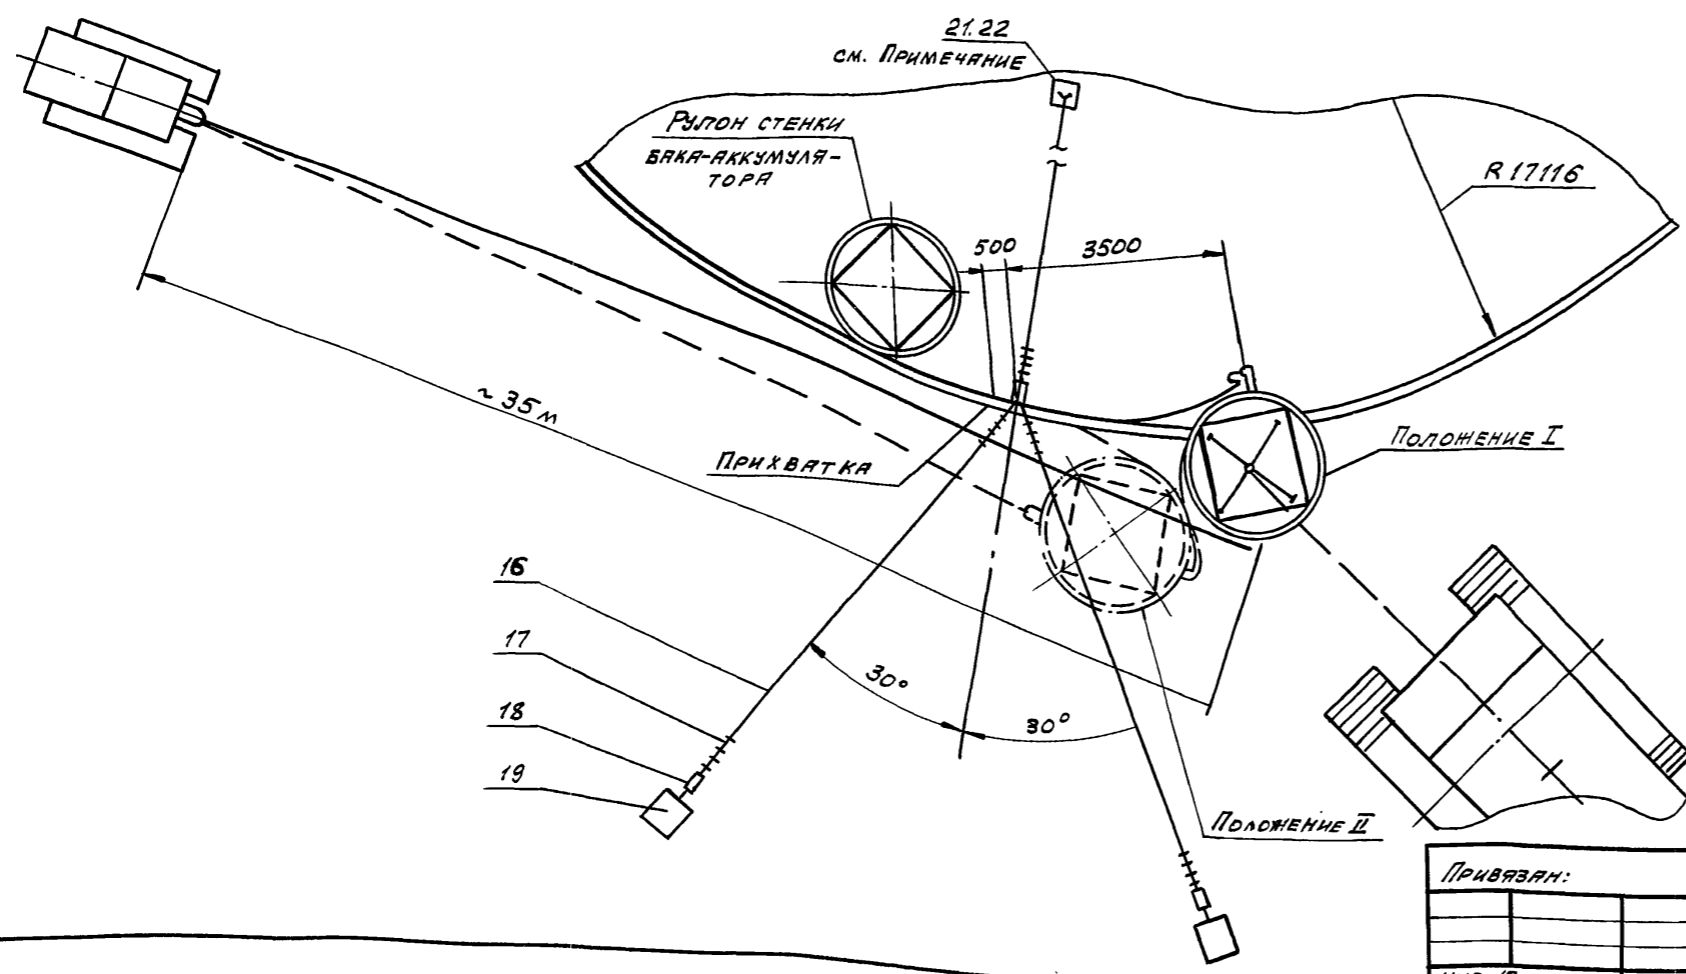 21.22
см. Примечание
Рулон стенки
бака-аккумуля-
тора
R 17116
500
3500
~ 35 м
Прихватка
Положение I
16
17
18
19
30°
30°
Положение II
Привязан: